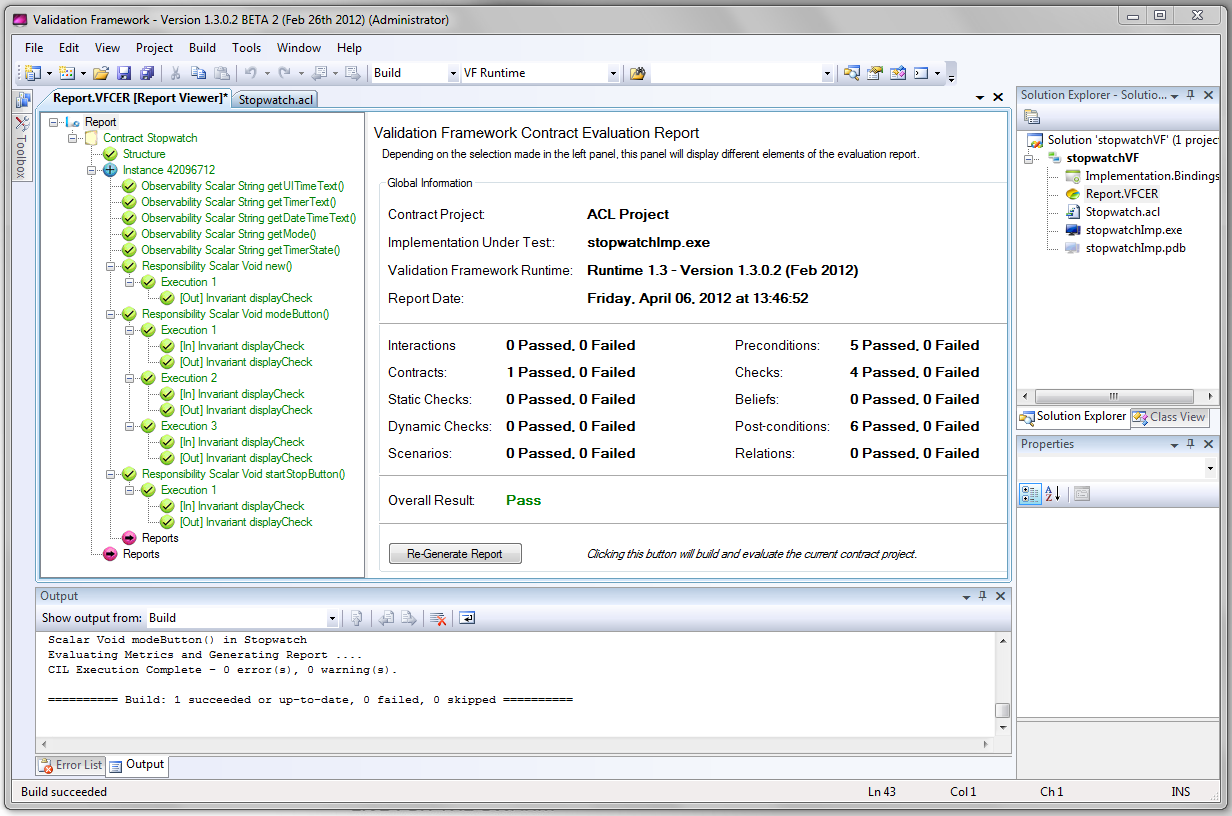 Validation Framework - Version 1.3.0.2 BETA 2 (Feb 26th 2012) (Administrator)
File Edit View Project Build Tools Window Help
Build VF Runtime
Toolbox
Report.VFCER [Report Viewer]* Stopwatch.acl
Report
Contract Stopwatch
Structure
Instance 42096712
Observability Scalar String getUITimeText()
Observability Scalar String getTimerText()
Observability Scalar String getDateTimeText()
Observability Scalar String getMode()
Observability Scalar String getTimerState()
Responsibility Scalar Void new()
Execution 1
[Out] Invariant displayCheck
Responsibility Scalar Void modeButton()
Execution 1
[In] Invariant displayCheck
[Out] Invariant displayCheck
Execution 2
[In] Invariant displayCheck
[Out] Invariant displayCheck
Execution 3
[In] Invariant displayCheck
[Out] Invariant displayCheck
Responsibility Scalar Void startStopButton()
Execution 1
[In] Invariant displayCheck
[Out] Invariant displayCheck
Reports
Reports
Validation Framework Contract Evaluation Report
Depending on the selection made in the left panel, this panel will display different elements of the evaluation report.
Global Information
Contract Project: ACL Project
Implementation Under Test:: stopwatchImp.exe
Validation Framework Runtime: Runtime 1.3 - Version 1.3.0.2 (Feb 2012)
Report Date: Friday, April 06, 2012 at 13:46:52
Interactions 0 Passed, 0 Failed Preconditions: 5 Passed, 0 Failed
Contracts: 1 Passed, 0 Failed Checks: 4 Passed, 0 Failed
Static Checks: 0 Passed, 0 Failed Beliefs: 0 Passed, 0 Failed
Dynamic Checks: 0 Passed, 0 Failed Post-conditions: 6 Passed, 0 Failed
Scenarios: 0 Passed, 0 Failed Relations: 0 Passed, 0 Failed
Overall Result: Pass
Re-Generate Report Clicking this button will build and evaluate the current contract project.
Solution Explorer - Solutio...
Solution 'stopwatchVF' (1 project
stopwatchVF
Implementation.Bindings
Report.VFCER
Stopwatch.acl
stopwatchImp.exe
stopwatchImp.pdb
Solution Explorer Class View
Properties
Output
Show output from: Build
Scalar Void modeButton() in Stopwatch
Evaluating Metrics and Generating Report ....
CIL Execution Complete - 0 error(s), 0 warning(s).
========== Build: 1 succeeded or up-to-date, 0 failed, 0 skipped ==========
Error List Output
Build succeeded Ln 43 Col 1 Ch 1 INS